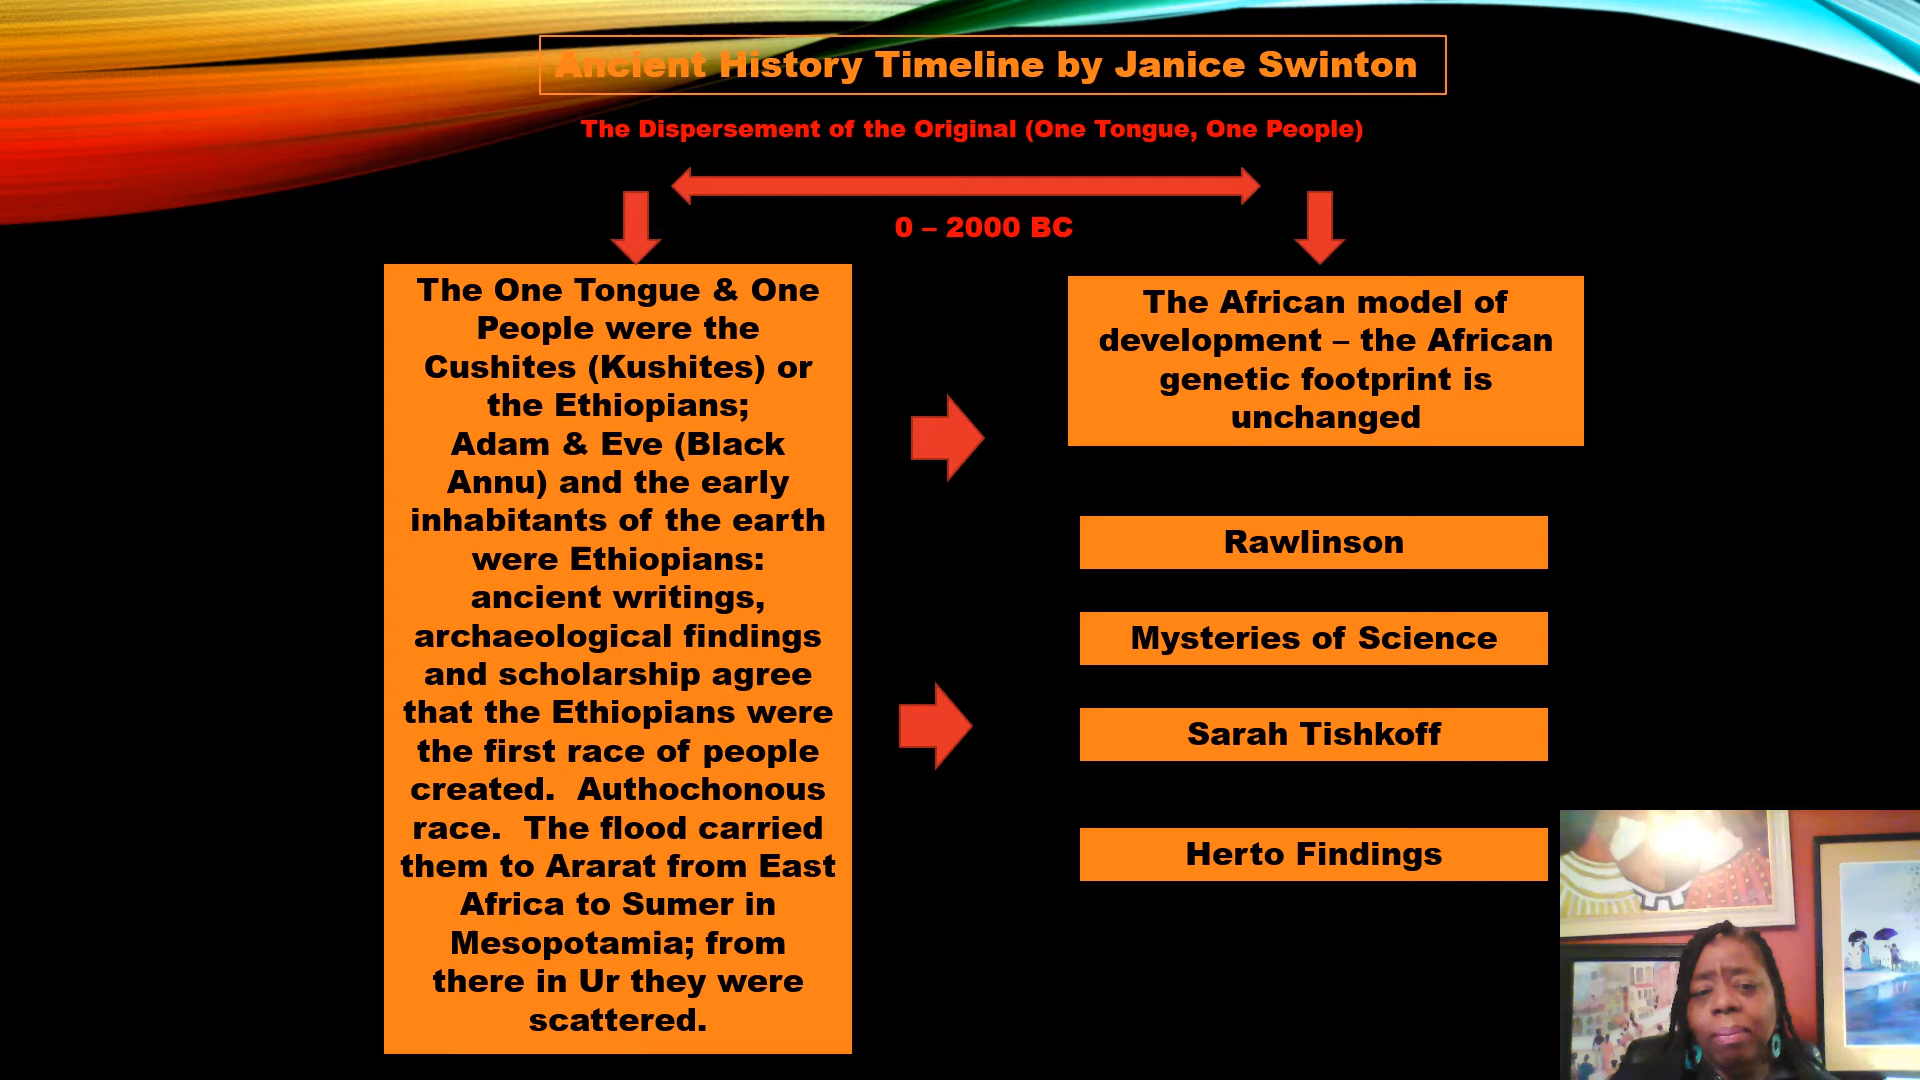 Ancient History Timeline by Janice Swinton
The Dispersement of the Original (One Tongue, One People)
0 – 2000 BC
The One Tongue & One
People were the
Cushites (Kushites) or
the Ethiopians;
Adam & Eve (Black
Annu) and the early
inhabitants of the earth
were Ethiopians:
ancient writings,
archaeological findings
and scholarship agree
that the Ethiopians were
the first race of people
created.  Authochonous
race.  The flood carried
them to Ararat from East
Africa to Sumer in
Mesopotamia; from
there in Ur they were
scattered.
The African model of
development – the African
genetic footprint is
unchanged
Rawlinson
Mysteries of Science
Sarah Tishkoff
Herto Findings